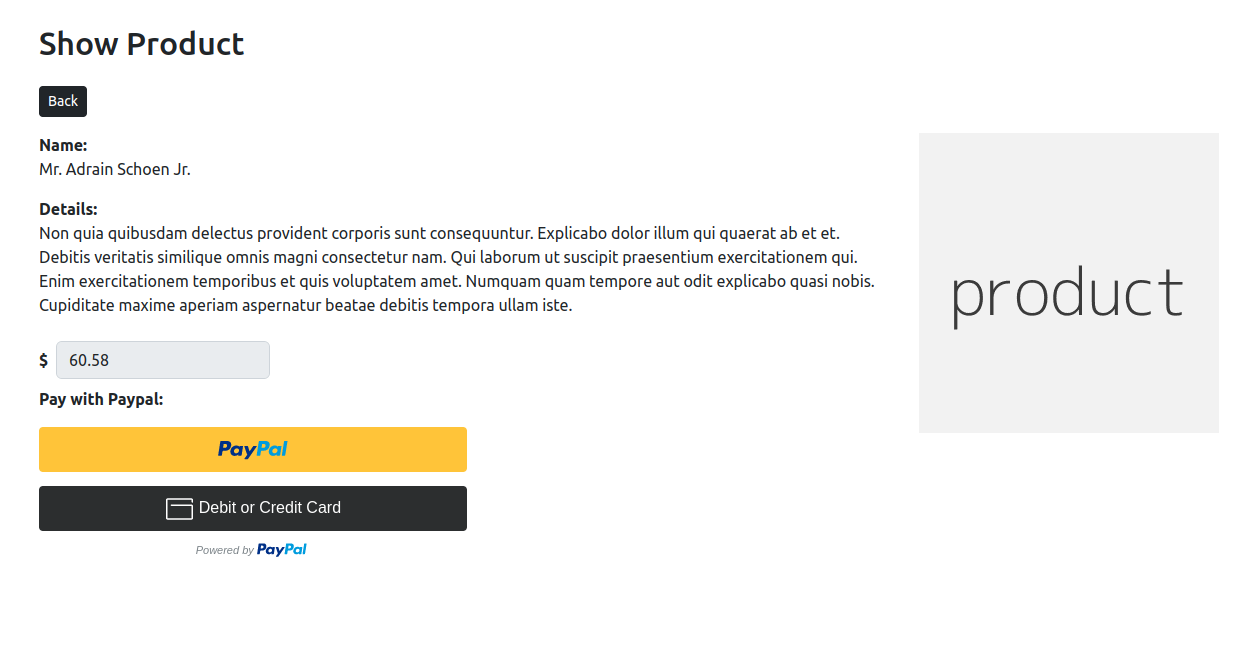 Show Product
Back
Name:
Mr. Adrain Schoen Jr.
Details:
Non quia quibusdam delectus provident corporis sunt consequuntur. Explicabo dolor illum qui quaerat ab et et.
Debitis veritatis similique omnis magni consectetur nam. Qui laborum ut suscipit praesentium exercitationem qui.
Enim exercitationem temporibus et quis voluptatem amet. Numquam quam tempore aut odit explicabo quasi nobis.
Cupiditate maxime aperiam aspernatur beatae debitis tempora ullam iste.
product
$ 60.58
Pay with Paypal:
PayPal
Debit or Credit Card
Powered by PayPal